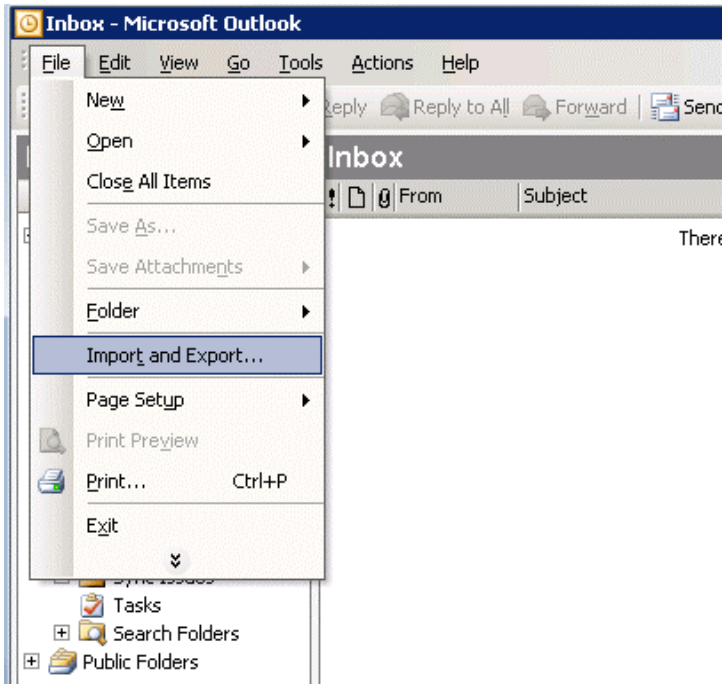 Inbox - Microsoft Outlook
File Edit View Go Tools Actions Help
New
Reply to All Forward Send
Open
Inbox
Close All Items
From Subject
Save As...
There
Save Attachments
Folder
Import and Export...
Page Setup
Print Preview
Print... Ctrl+P
Exit
Tasks
Search Folders
Public Folders